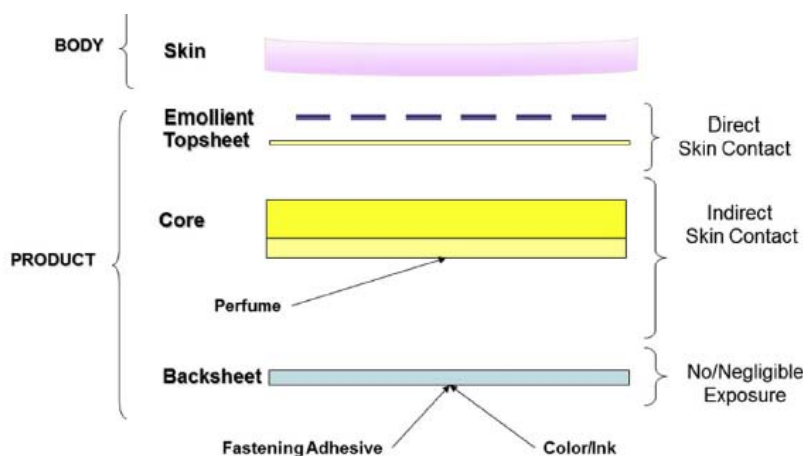 BODY
Skin
Emollient
Topsheet
Direct
Skin Contact
Core
Indirect
Skin Contact
PRODUCT
Perfume
Backsheet
No/Negligible
Exposure
Fastening Adhesive
Color/Ink